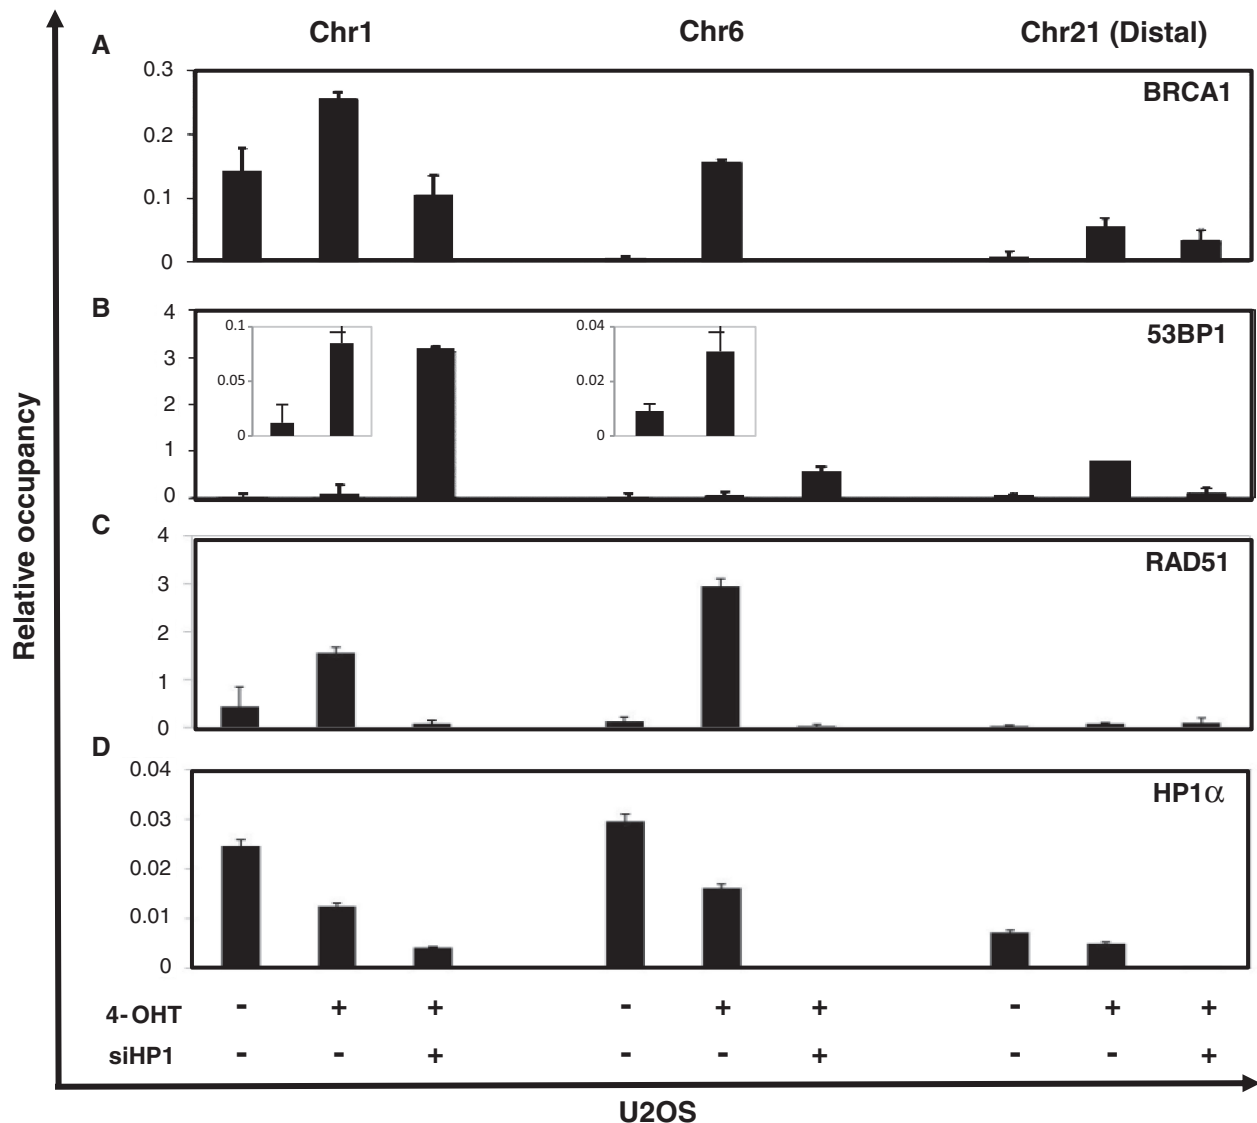 Chr1 Chr6 Chr21 (Distal)
A
BRCA1
0.3
0.2
0.1
0
B
53BP1
4
3
2
1
0
0.1
0.05
0
0.04
0.02
0
C
RAD51
4
3
2
1
0
D
HP1α
0.04
0.03
0.02
0.01
0
Relative occupancy
4-OHT - + + - + + - + +
siHP1 - - + - - + - - +
U2OS